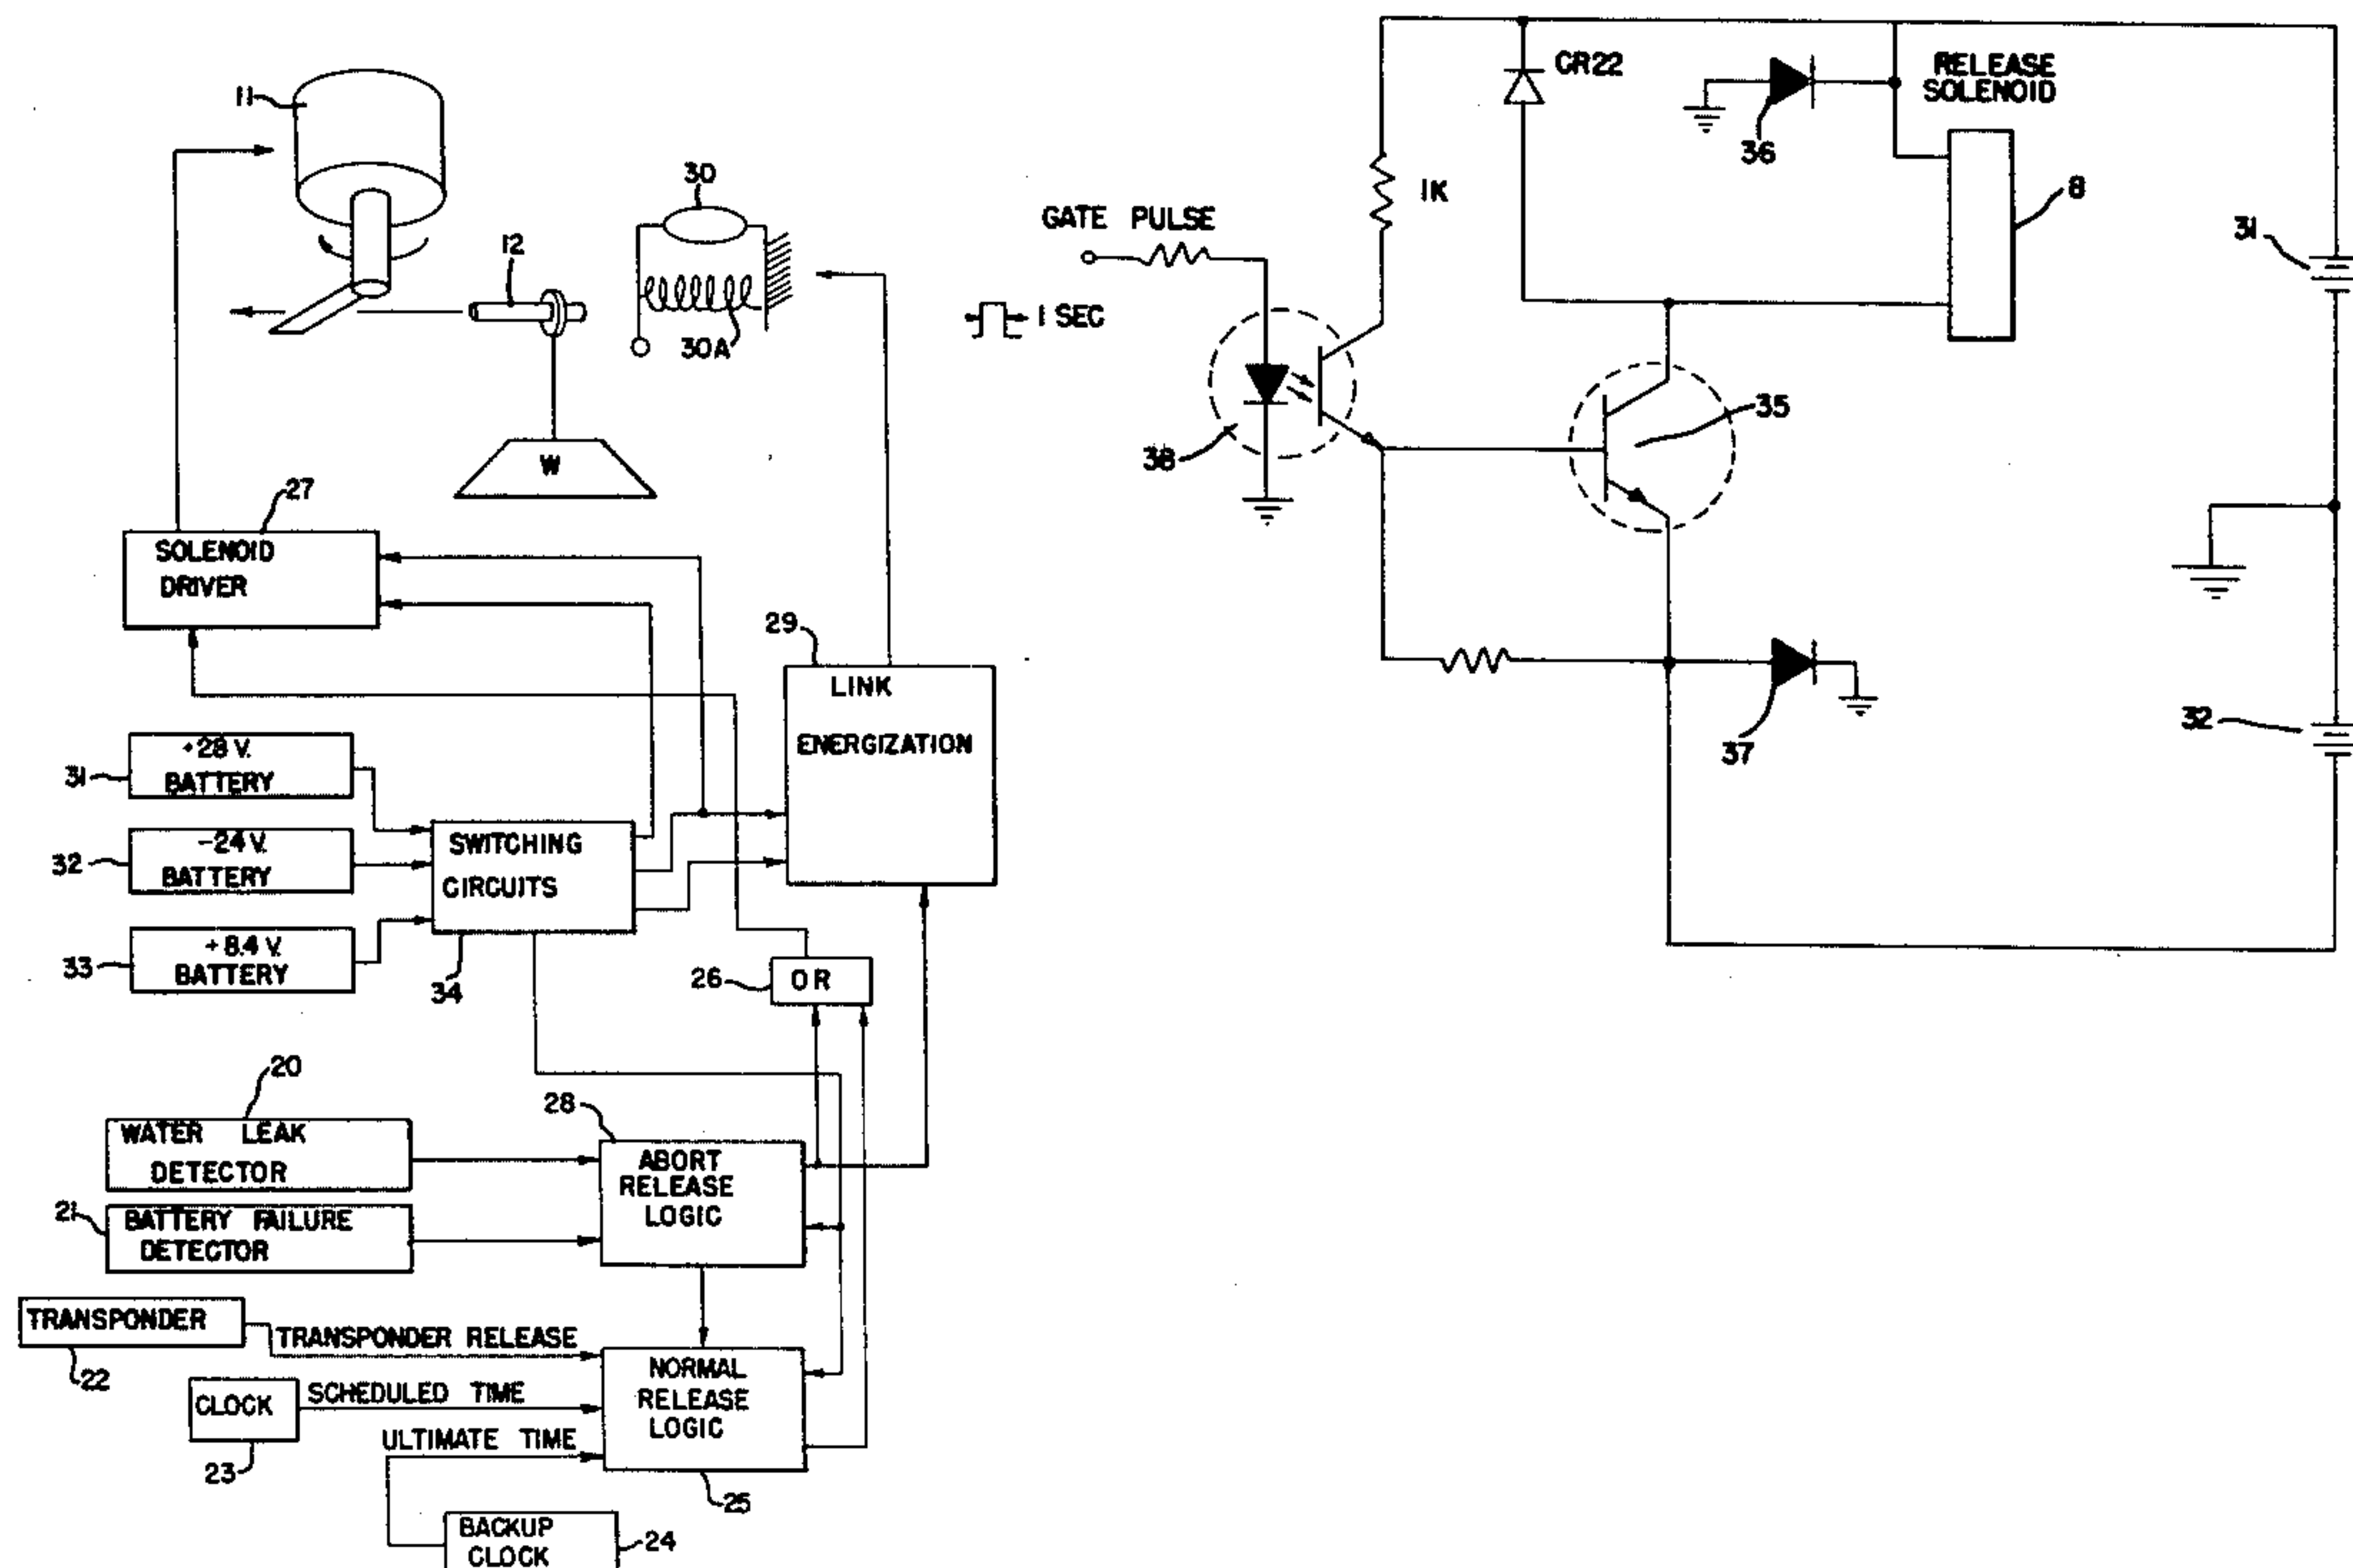 11
12
30
30A
W
27
SOLENOID
DRIVER
29
LINK
ENERGIZATION
31
+28 V.
BATTERY
32
-24 V.
BATTERY
33
+8.4 V.
BATTERY
SWITCHING
CIRCUITS
34
26
OR
20
WATER LEAK
DETECTOR
21
BATTERY FAILURE
DETECTOR
28
ABORT
RELEASE
LOGIC
TRANSPONDER
22
TRANSPONDER RELEASE
CLOCK
23
SCHEDULED TIME
ULTIMATE TIME
NORMAL
RELEASE
LOGIC
25
BACKUP
CLOCK
24
CR22
RELEASE
SOLENOID
36
8
1K
GATE PULSE
1 SEC
38
35
31
37
32